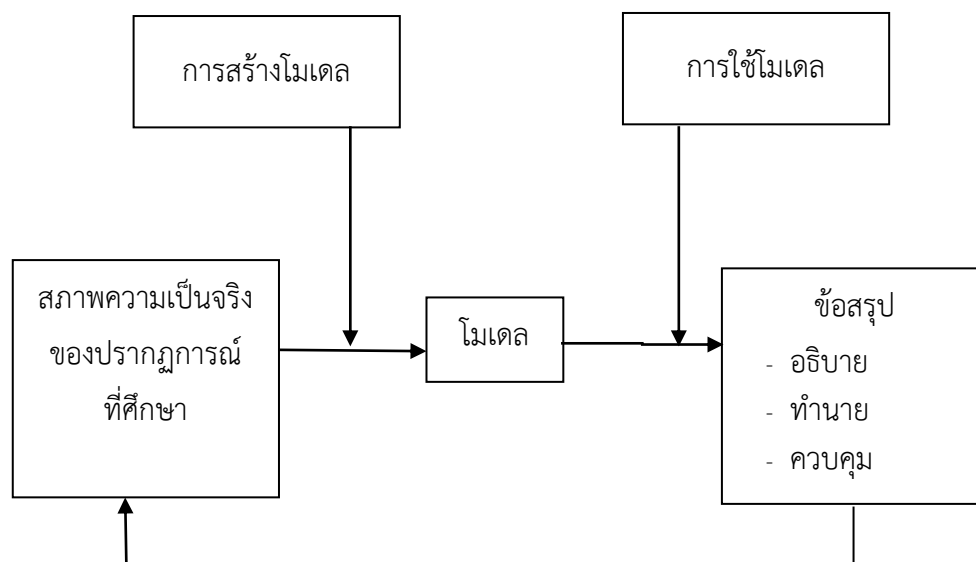 การสร้างโมเดล
การใช้โมเดล
สภาพความเป็นจริง
ของปรากฏการณ์
ที่ศึกษา
โมเดล
ข้อสรุป
- อธิบาย
- ทำนาย
- ควบคุม